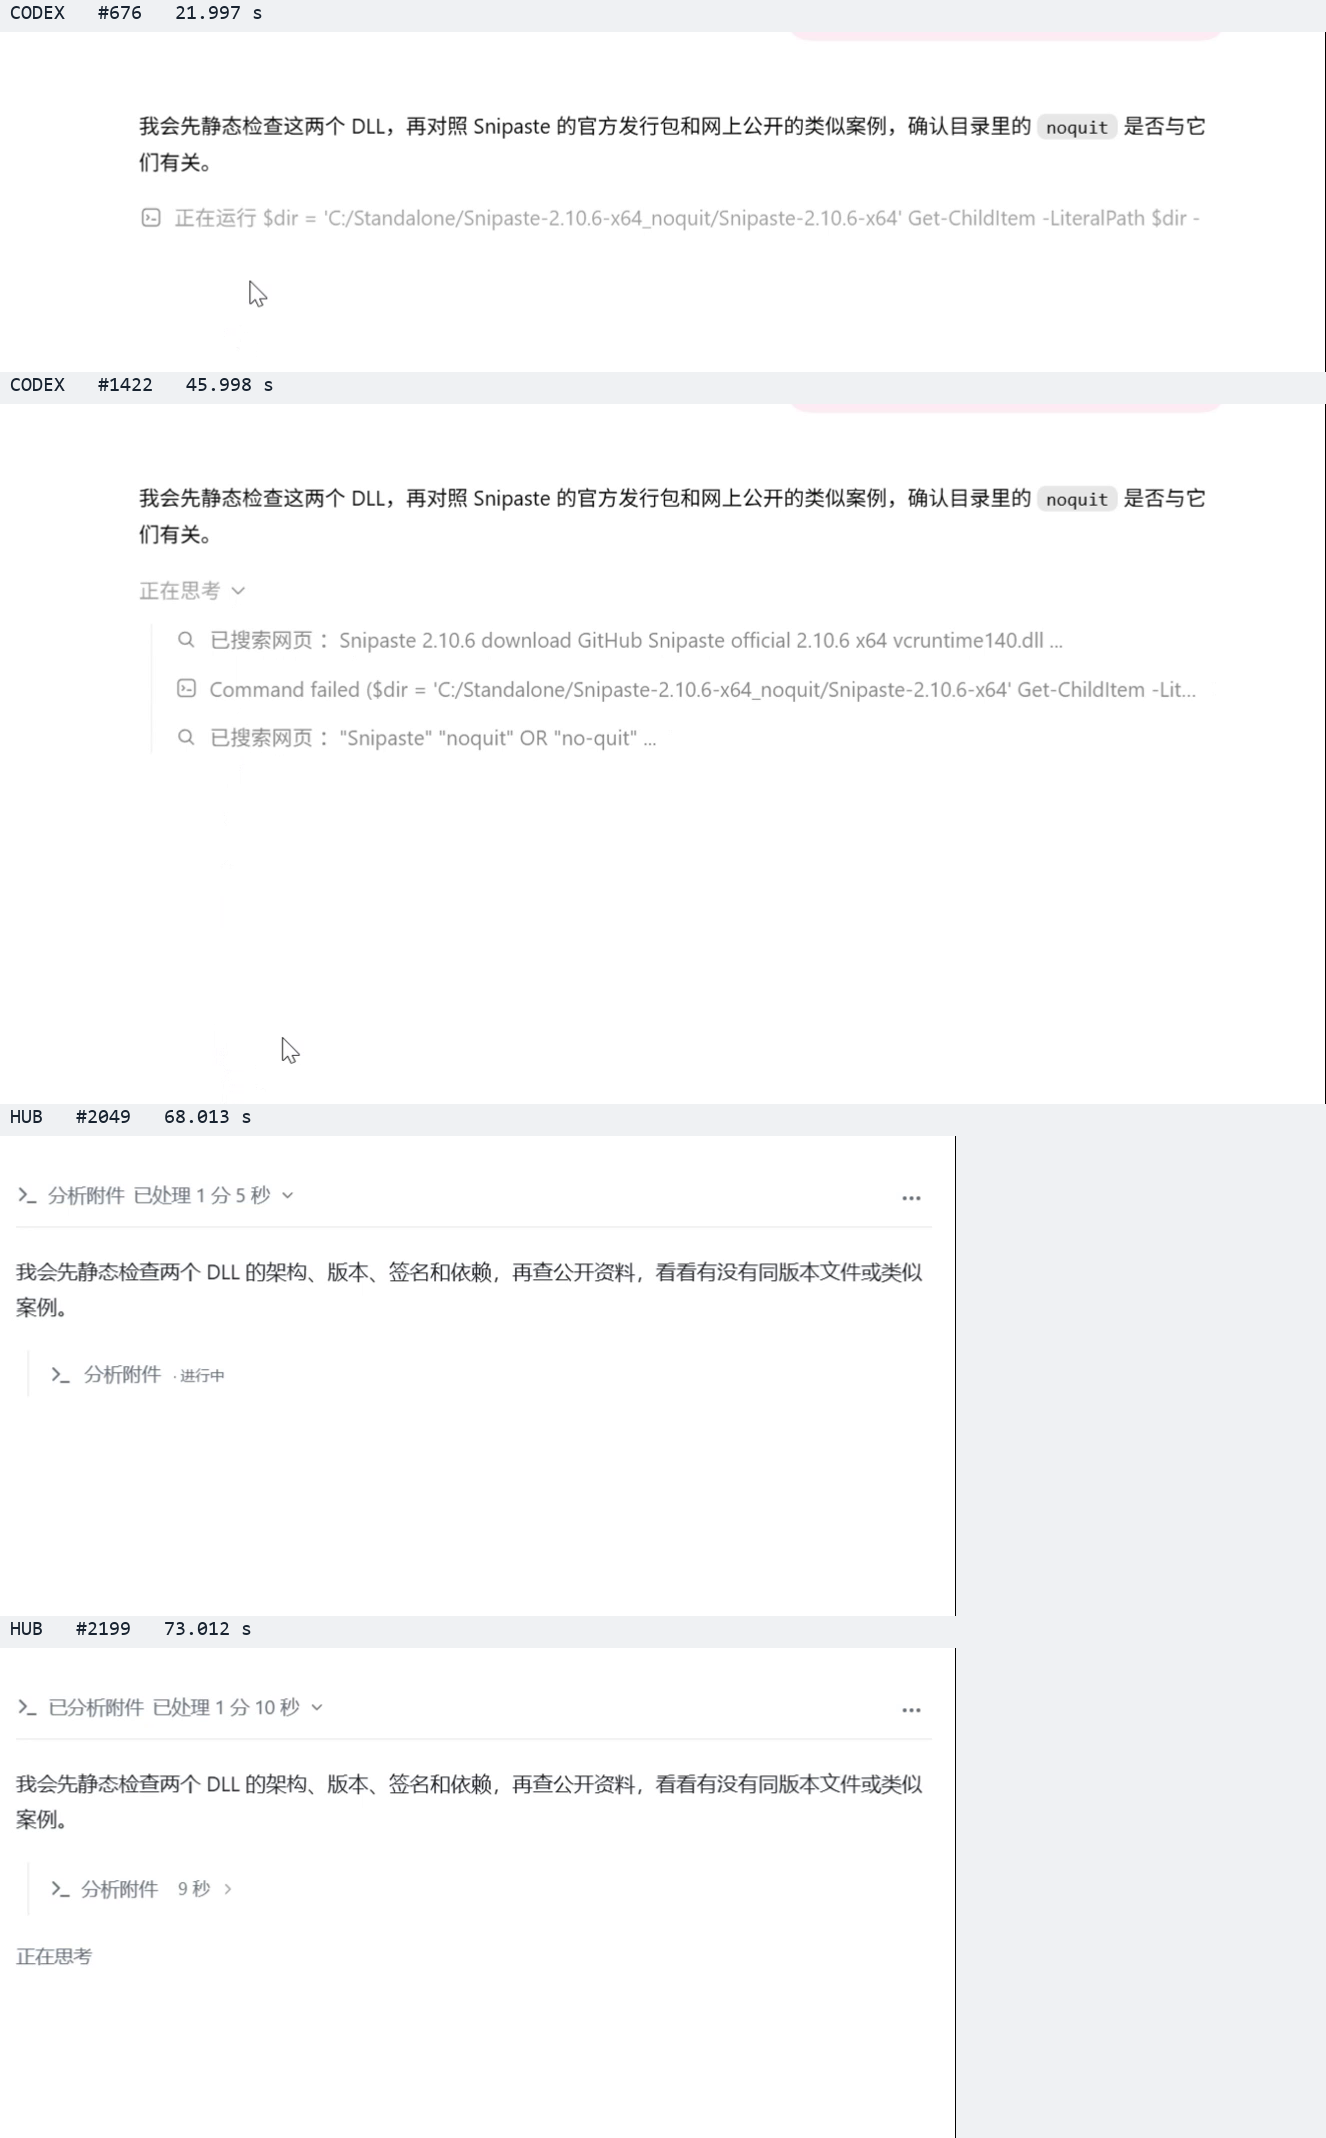 CODEX #676 21.997 s
我会先静态检查这两个 DLL，再对照 Snipaste 的官方发行包和网上公开的类似案例，确认目录里的 noquit 是否与它
们有关。
正在运行 $dir = 'C:/Standalone/Snipaste-2.10.6-x64_noquit/Snipaste-2.10.6-x64' Get-ChildItem -LiteralPath $dir -
CODEX #1422 45.998 s
我会先静态检查这两个 DLL，再对照 Snipaste 的官方发行包和网上公开的类似案例，确认目录里的 noquit 是否与它
们有关。
正在思考
已搜索网页： Snipaste 2.10.6 download GitHub Snipaste official 2.10.6 x64 vcruntime140.dll ...
Command failed ($dir = 'C:/Standalone/Snipaste-2.10.6-x64_noquit/Snipaste-2.10.6-x64' Get-ChildItem -Lit...
已搜索网页： "Snipaste" "noquit" OR "no-quit" ...
HUB #2049 68.013 s
分析附件 已处理 1 分 5 秒
我会先静态检查两个 DLL 的架构、版本、签名和依赖，再查公开资料，看看有没有同版本文件或类似
案例。
分析附件 · 进行中
HUB #2199 73.012 s
已分析附件 已处理 1 分 10 秒
我会先静态检查两个 DLL 的架构、版本、签名和依赖，再查公开资料，看看有没有同版本文件或类似
案例。
分析附件 9 秒
正在思考